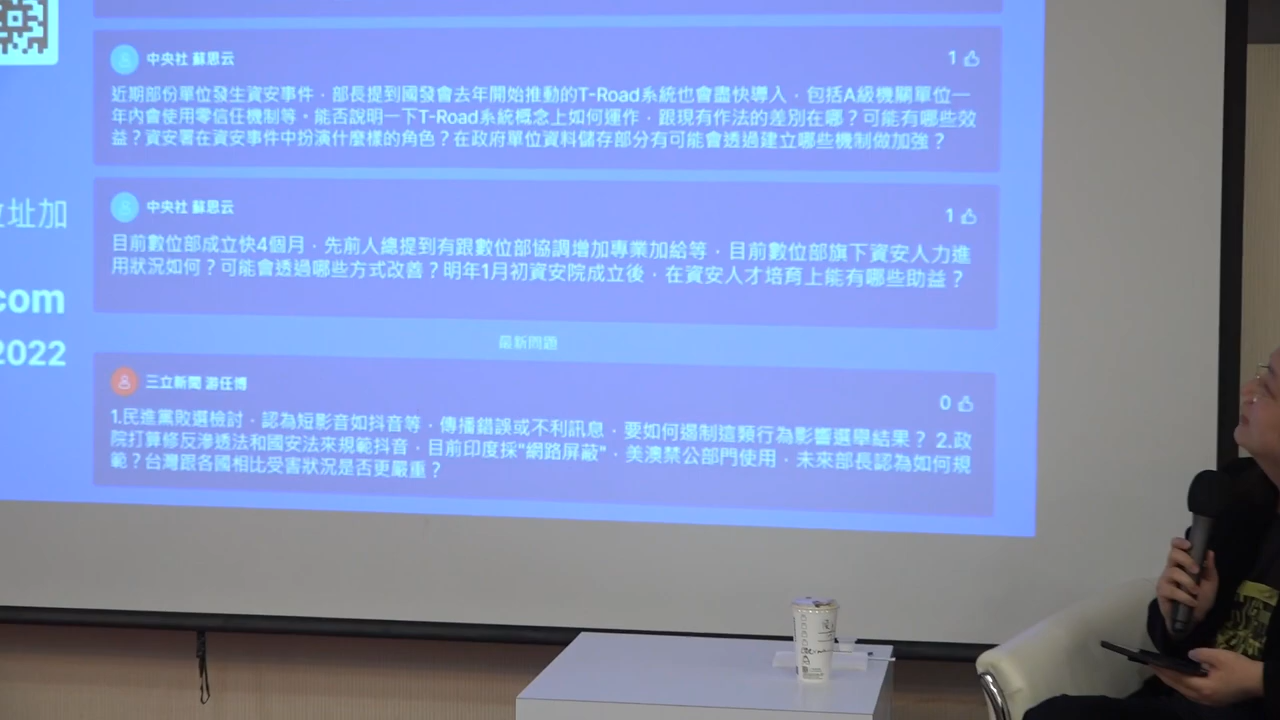 中央社 蘇思云
1
近期部份單位發生資安事件，部長提到國發會去年開始推動的T-Road系統也會盡快導入，包括A級機關單位一
年內會使用零信任機制等。能否說明一下T-Road系統概念上如何運作，跟現有作法的差別在哪？可能有哪些效
益？資安署在資安事件中扮演什麼樣的角色？在政府單位資料儲存部分有可能會透過建立哪些機制做加強？
中央社 蘇思云
1
目前數位部成立快4個月，先前人總提到有跟數位部協調增加專業加給等，目前數位部旗下資安人力進
用狀況如何？可能會透過哪些方式改善？明年1月初資安院成立後，在資安人才培育上能有哪些助益？
址加
com
2022
最新問題
三立新聞 游任博
0
1.民進黨敗選檢討，認為短影音如抖音等，傳播錯誤或不利訊息，要如何遏制這類行為影響選舉結果？ 2.政
院打算修反滲透法和國安法來規範抖音，目前印度採"網路屏蔽"，美澳禁公部門使用，未來部長認為如何規
範？台灣跟各國相比受害狀況是否更嚴重？